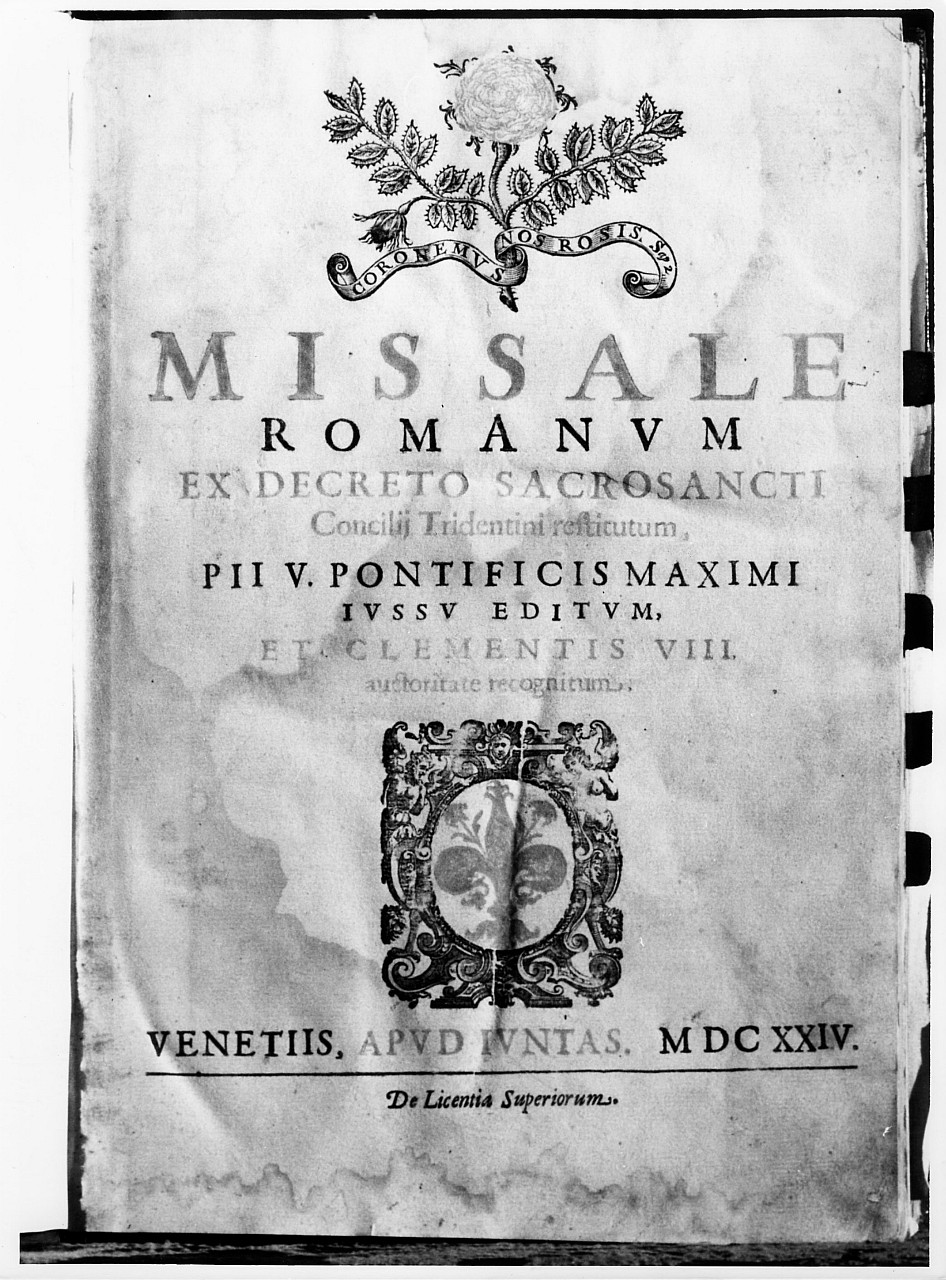 CORONEMVS NOS ROSIS. Sap 2.
MISSALE
ROMANVM
EX DECRETO SACROSANCTI
Concilij Tridentini restitutum,
PII V. PONTIFICIS MAXIMI
IVSSV EDITVM,
ET CLEMENTIS VIII.
auctoritate recognitum.
VENETIIS, APVD IVNTAS. MDCXXIV.
De Licentia Superiorum.